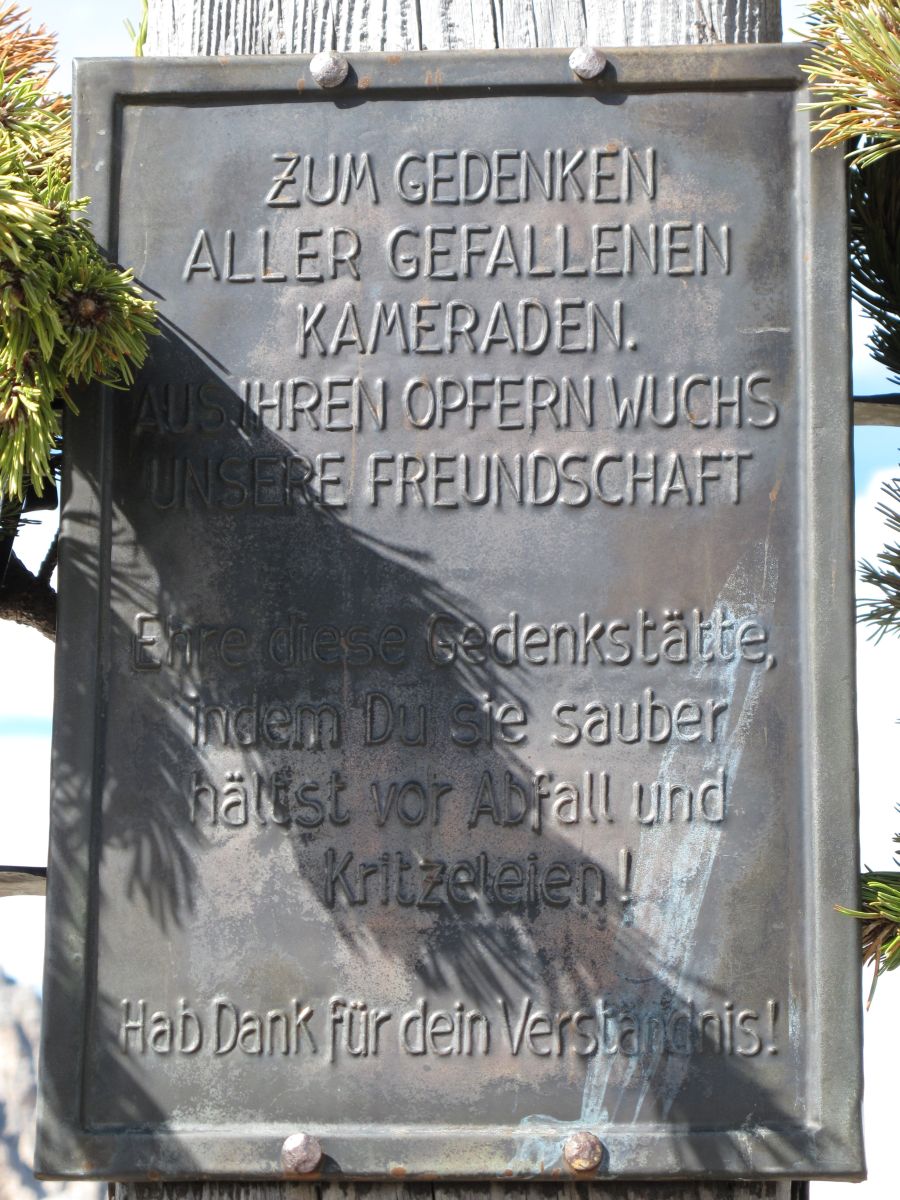 ZUM GEDENKEN
ALLER GEFALLENEN
KAMERADEN.
AUS IHREN OPFERN WUCHS
UNSERE FREUNDSCHAFT
Ehre diese Gedenkstätte,
indem Du sie sauber
hältst vor Abfall und
Kritzeleien!
Hab Dank für dein Verständnis!